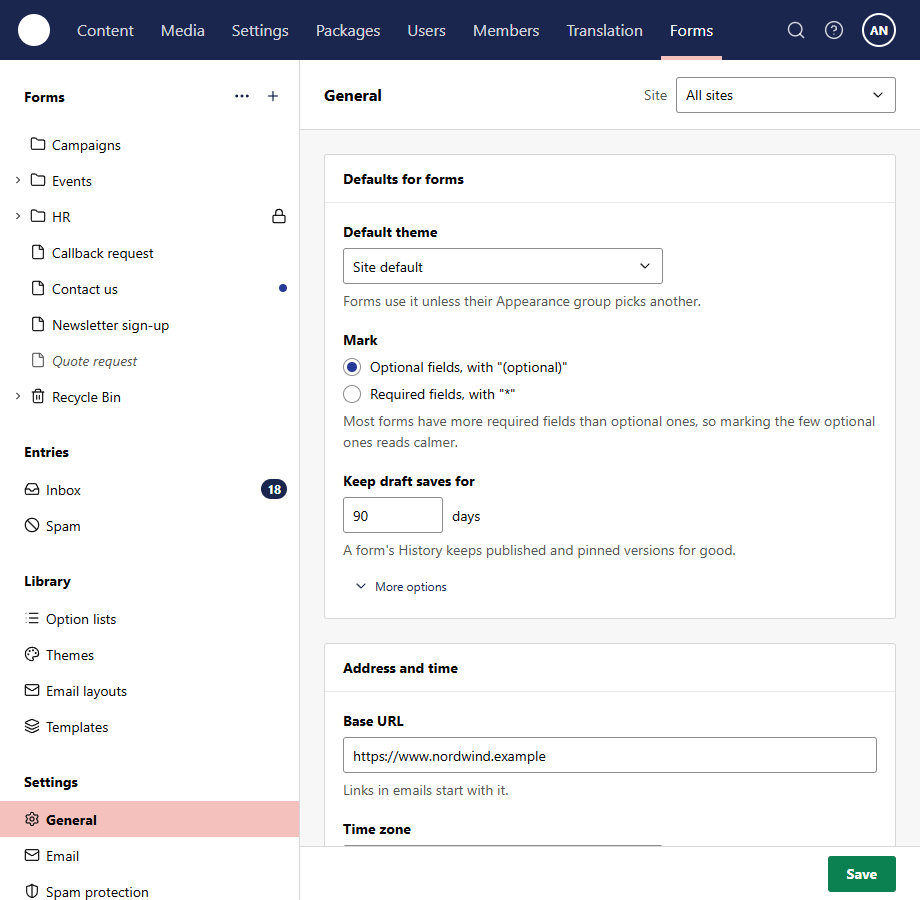 Content Media Settings Packages Users Members Translation Forms AN
Forms
Campaigns
Events
HR
Callback request
Contact us
Newsletter sign-up
Quote request
Recycle Bin
Entries
Inbox 18
Spam
Library
Option lists
Themes
Email layouts
Templates
Settings
General
Email
Spam protection
General
Site All sites
Defaults for forms
Default theme
Site default
Forms use it unless their Appearance group picks another.
Mark
Optional fields, with "(optional)"
Required fields, with "*"
Most forms have more required fields than optional ones, so marking the few optional
ones reads calmer.
Keep draft saves for
90 days
A form's History keeps published and pinned versions for good.
More options
Address and time
Base URL
https://www.nordwind.example
Links in emails start with it.
Time zone
Save